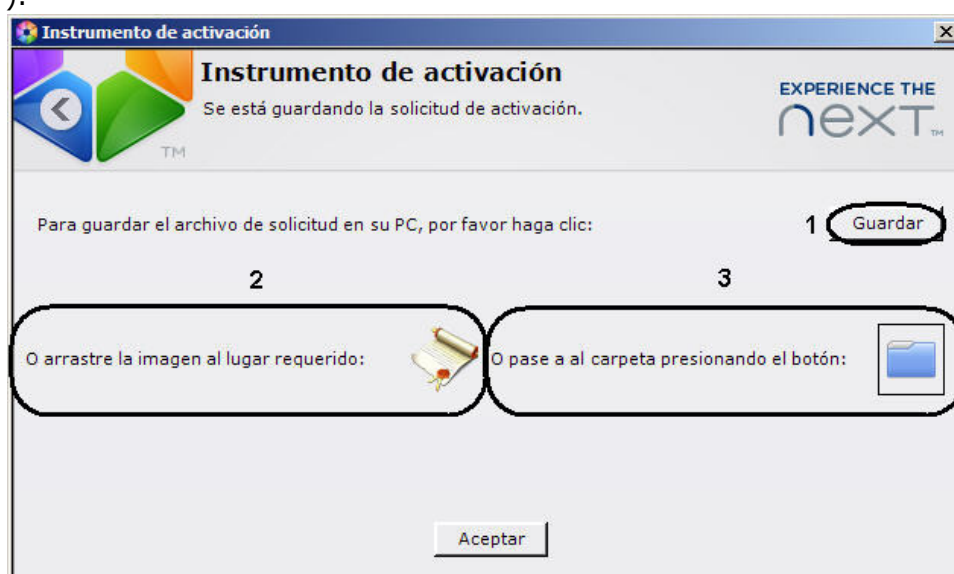 ).
Instrumento de activación
Instrumento de activación
Se está guardando la solicitud de activación.
EXPERIENCE THE
nexT™
TM
Para guardar el archivo de solicitud en su PC, por favor haga clic:
1
Guardar
2
3
O arrastre la imagen al lugar requerido:
O pase a al carpeta presionando el botón:
Aceptar